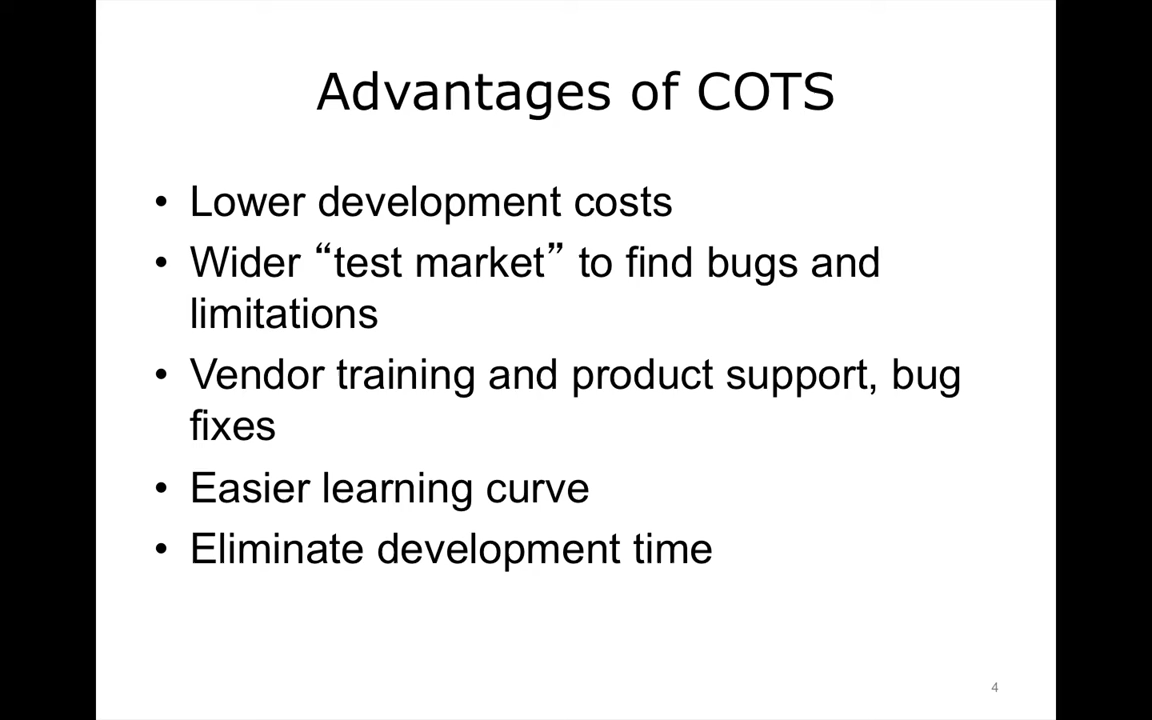 Advantages of COTS
• Lower development costs
• Wider “test market” to find bugs and
limitations
• Vendor training and product support, bug
fixes
• Easier learning curve
• Eliminate development time
4